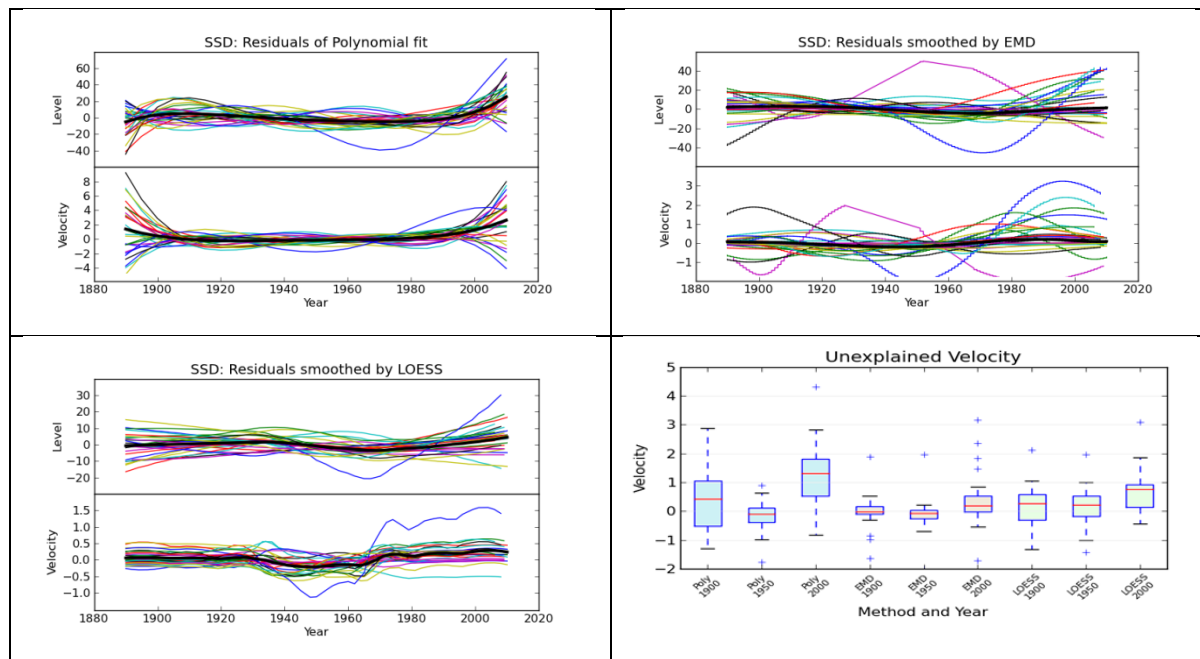 SSD: Residuals of Polynomial fit
60
40
20
0
−20
−40
Level
8
6
4
2
0
−2
−4
Velocity
1880 1900 1920 1940 1960 1980 2000 2020
Year
SSD: Residuals smoothed by EMD
40
20
0
−20
−40
Level
3
2
1
0
−1
Velocity
1880 1900 1920 1940 1960 1980 2000 2020
Year
SSD: Residuals smoothed by LOESS
30
20
10
0
−10
−20
Level
1.5
1.0
0.5
0.0
−0.5
−1.0
Velocity
1880 1900 1920 1940 1960 1980 2000 2020
Year
Unexplained Velocity
5
4
3
2
1
0
−1
−2
Velocity
Poly 1900
Poly 1950
Poly 2000
EMD 1900
EMD 1950
EMD 2000
LOESS 1900
LOESS 1950
LOESS 2000
Method and Year